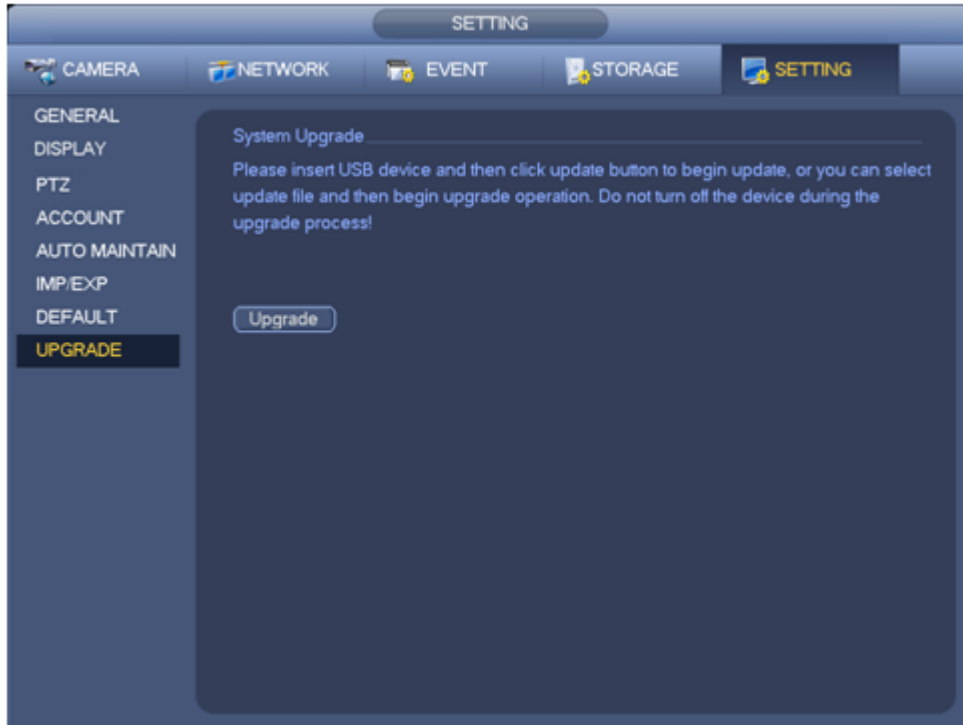 SETTING
CAMERA
NETWORK
EVENT
STORAGE
SETTING
GENERAL
DISPLAY
PTZ
ACCOUNT
AUTO MAINTAIN
IMP/EXP
DEFAULT
UPGRADE
System Upgrade
Please insert USB device and then click update button to begin update, or you can select
update file and then begin upgrade operation. Do not turn off the device during the
upgrade process!
Upgrade